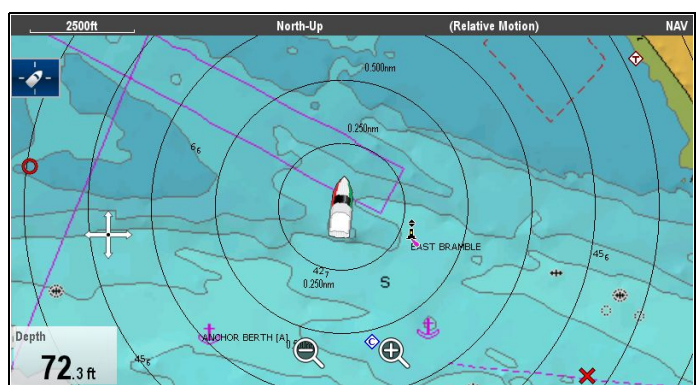 2500ft North-Up (Relative Motion) NAV
0.500nm
T
0.250nm
6₆
EAST BRAMBLE
45₆
42₇
0.250nm
S
ANCHOR BERTH [A]
C
Depth
72.3 ft
45₆